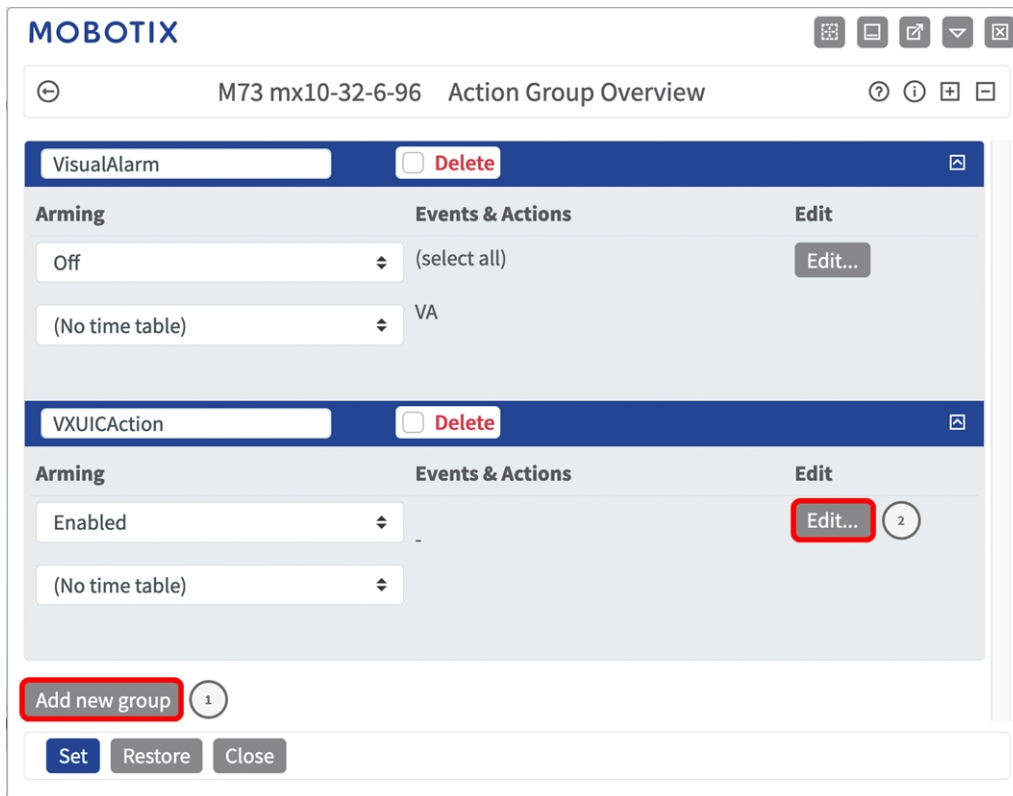 MOBOTIX
M73 mx10-32-6-96 Action Group Overview
VisualAlarm Delete
Arming Events & Actions Edit
Off (select all) Edit...
(No time table) VA
VXUICAction Delete
Arming Events & Actions Edit
Enabled - Edit... 2
(No time table)
Add new group 1
Set Restore Close